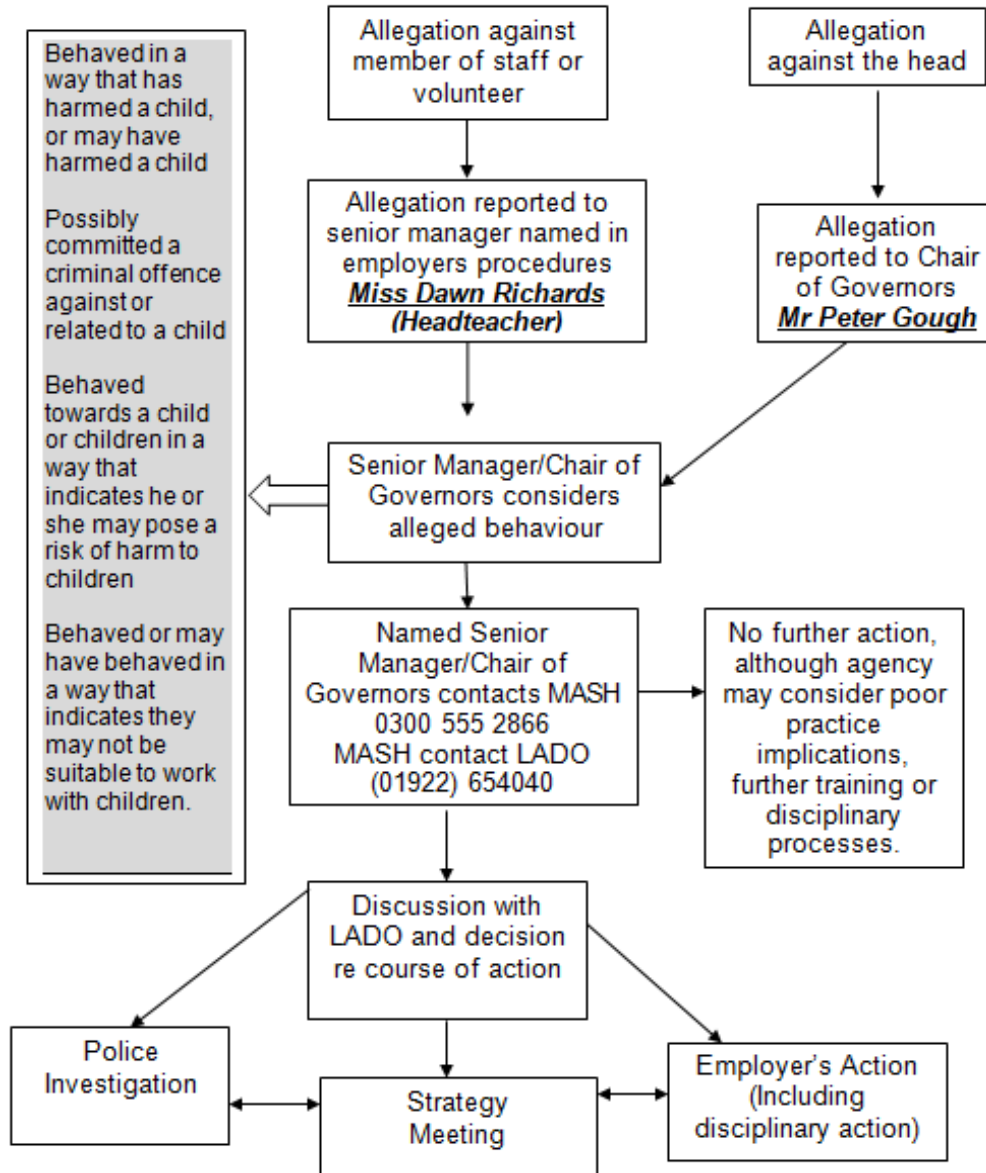 Behaved in a
way that has
harmed a child,
or may have
harmed a child
Possibly
committed a
criminal offence
against or
related to a child
Behaved
towards a child
or children in a
way that
indicates he or
she may pose a
risk of harm to
children
Behaved or may
have behaved in
a way that
indicates they
may not be
suitable to work
with children.
Allegation against
member of staff or
volunteer
Allegation
against the head
Allegation reported to
senior manager named in
employers procedures
Miss Dawn Richards
(Headteacher)
Allegation
reported to Chair
of Governors
Mr Peter Gough
Senior Manager/Chair of
Governors considers
alleged behaviour
Named Senior
Manager/Chair of
Governors contacts MASH
0300 555 2866
MASH contact LADO
(01922) 654040
No further action,
although agency
may consider poor
practice
implications,
further training or
disciplinary
processes.
Discussion with
LADO and decision
re course of action
Police
Investigation
Strategy
Meeting
Employer's Action
(Including
disciplinary action)